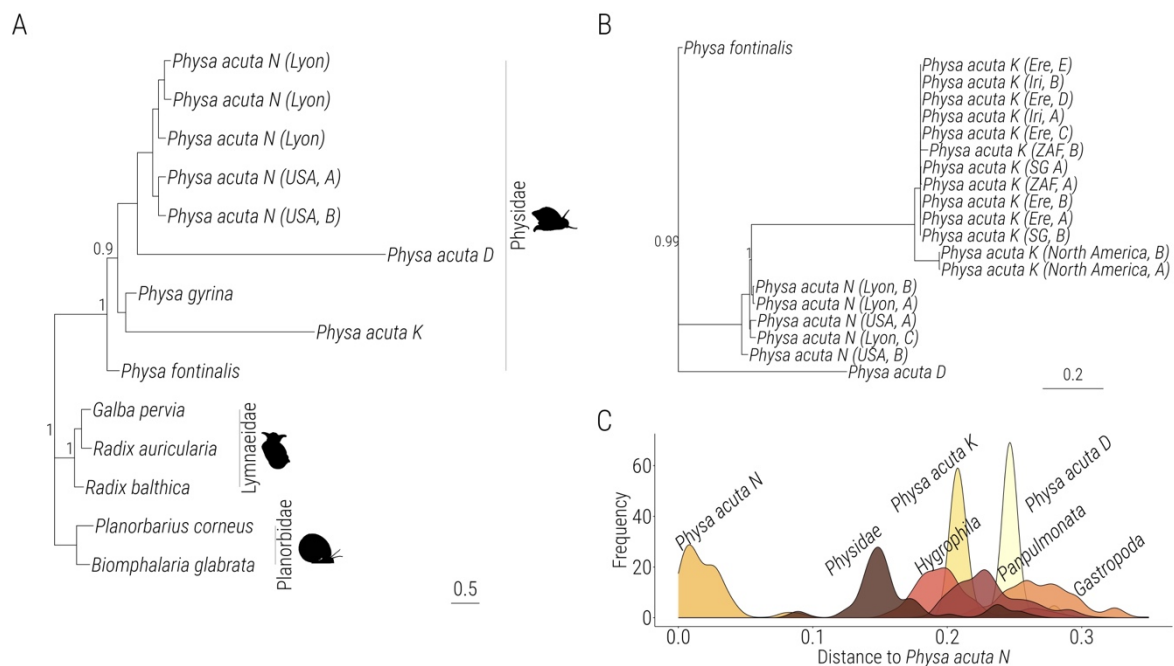 A
Physa acuta N (Lyon)
Physa acuta N (Lyon)
Physa acuta N (Lyon)
Physa acuta N (USA, A)
Physa acuta N (USA, B)
0.9
Physa acuta D
Physa gyrina
1
Physa acuta K
Physa fontinalis
Physidae
Galba pervia
1
1
Radix auricularia
Radix balthica
Lymnaeidae
Planorbarius corneus
Biomphalaria glabrata
Planorbidae
0.5
B
Physa fontinalis
Physa acuta K (Ere, E)
Physa acuta K (Iri, B)
Physa acuta K (Ere, D)
Physa acuta K (Iri, A)
Physa acuta K (Ere, C)
Physa acuta K (ZAF, B)
Physa acuta K (SG A)
Physa acuta K (ZAF, A)
Physa acuta K (Ere, B)
Physa acuta K (Ere, A)
Physa acuta K (SG, B)
0.99
1
Physa acuta K (North America, B)
Physa acuta K (North America, A)
Physa acuta N (Lyon, B)
Physa acuta N (Lyon, A)
Physa acuta N (USA, A)
Physa acuta N (Lyon, C)
Physa acuta N (USA, B)
Physa acuta D
0.2
C
Frequency
60
40
20
0
Physa acuta N
Physidae
Physa acuta K
Hygrophila
Physa acuta D
Panpulmonata
Gastropoda
0.0
0.1
0.2
0.3
Distance to Physa acuta N